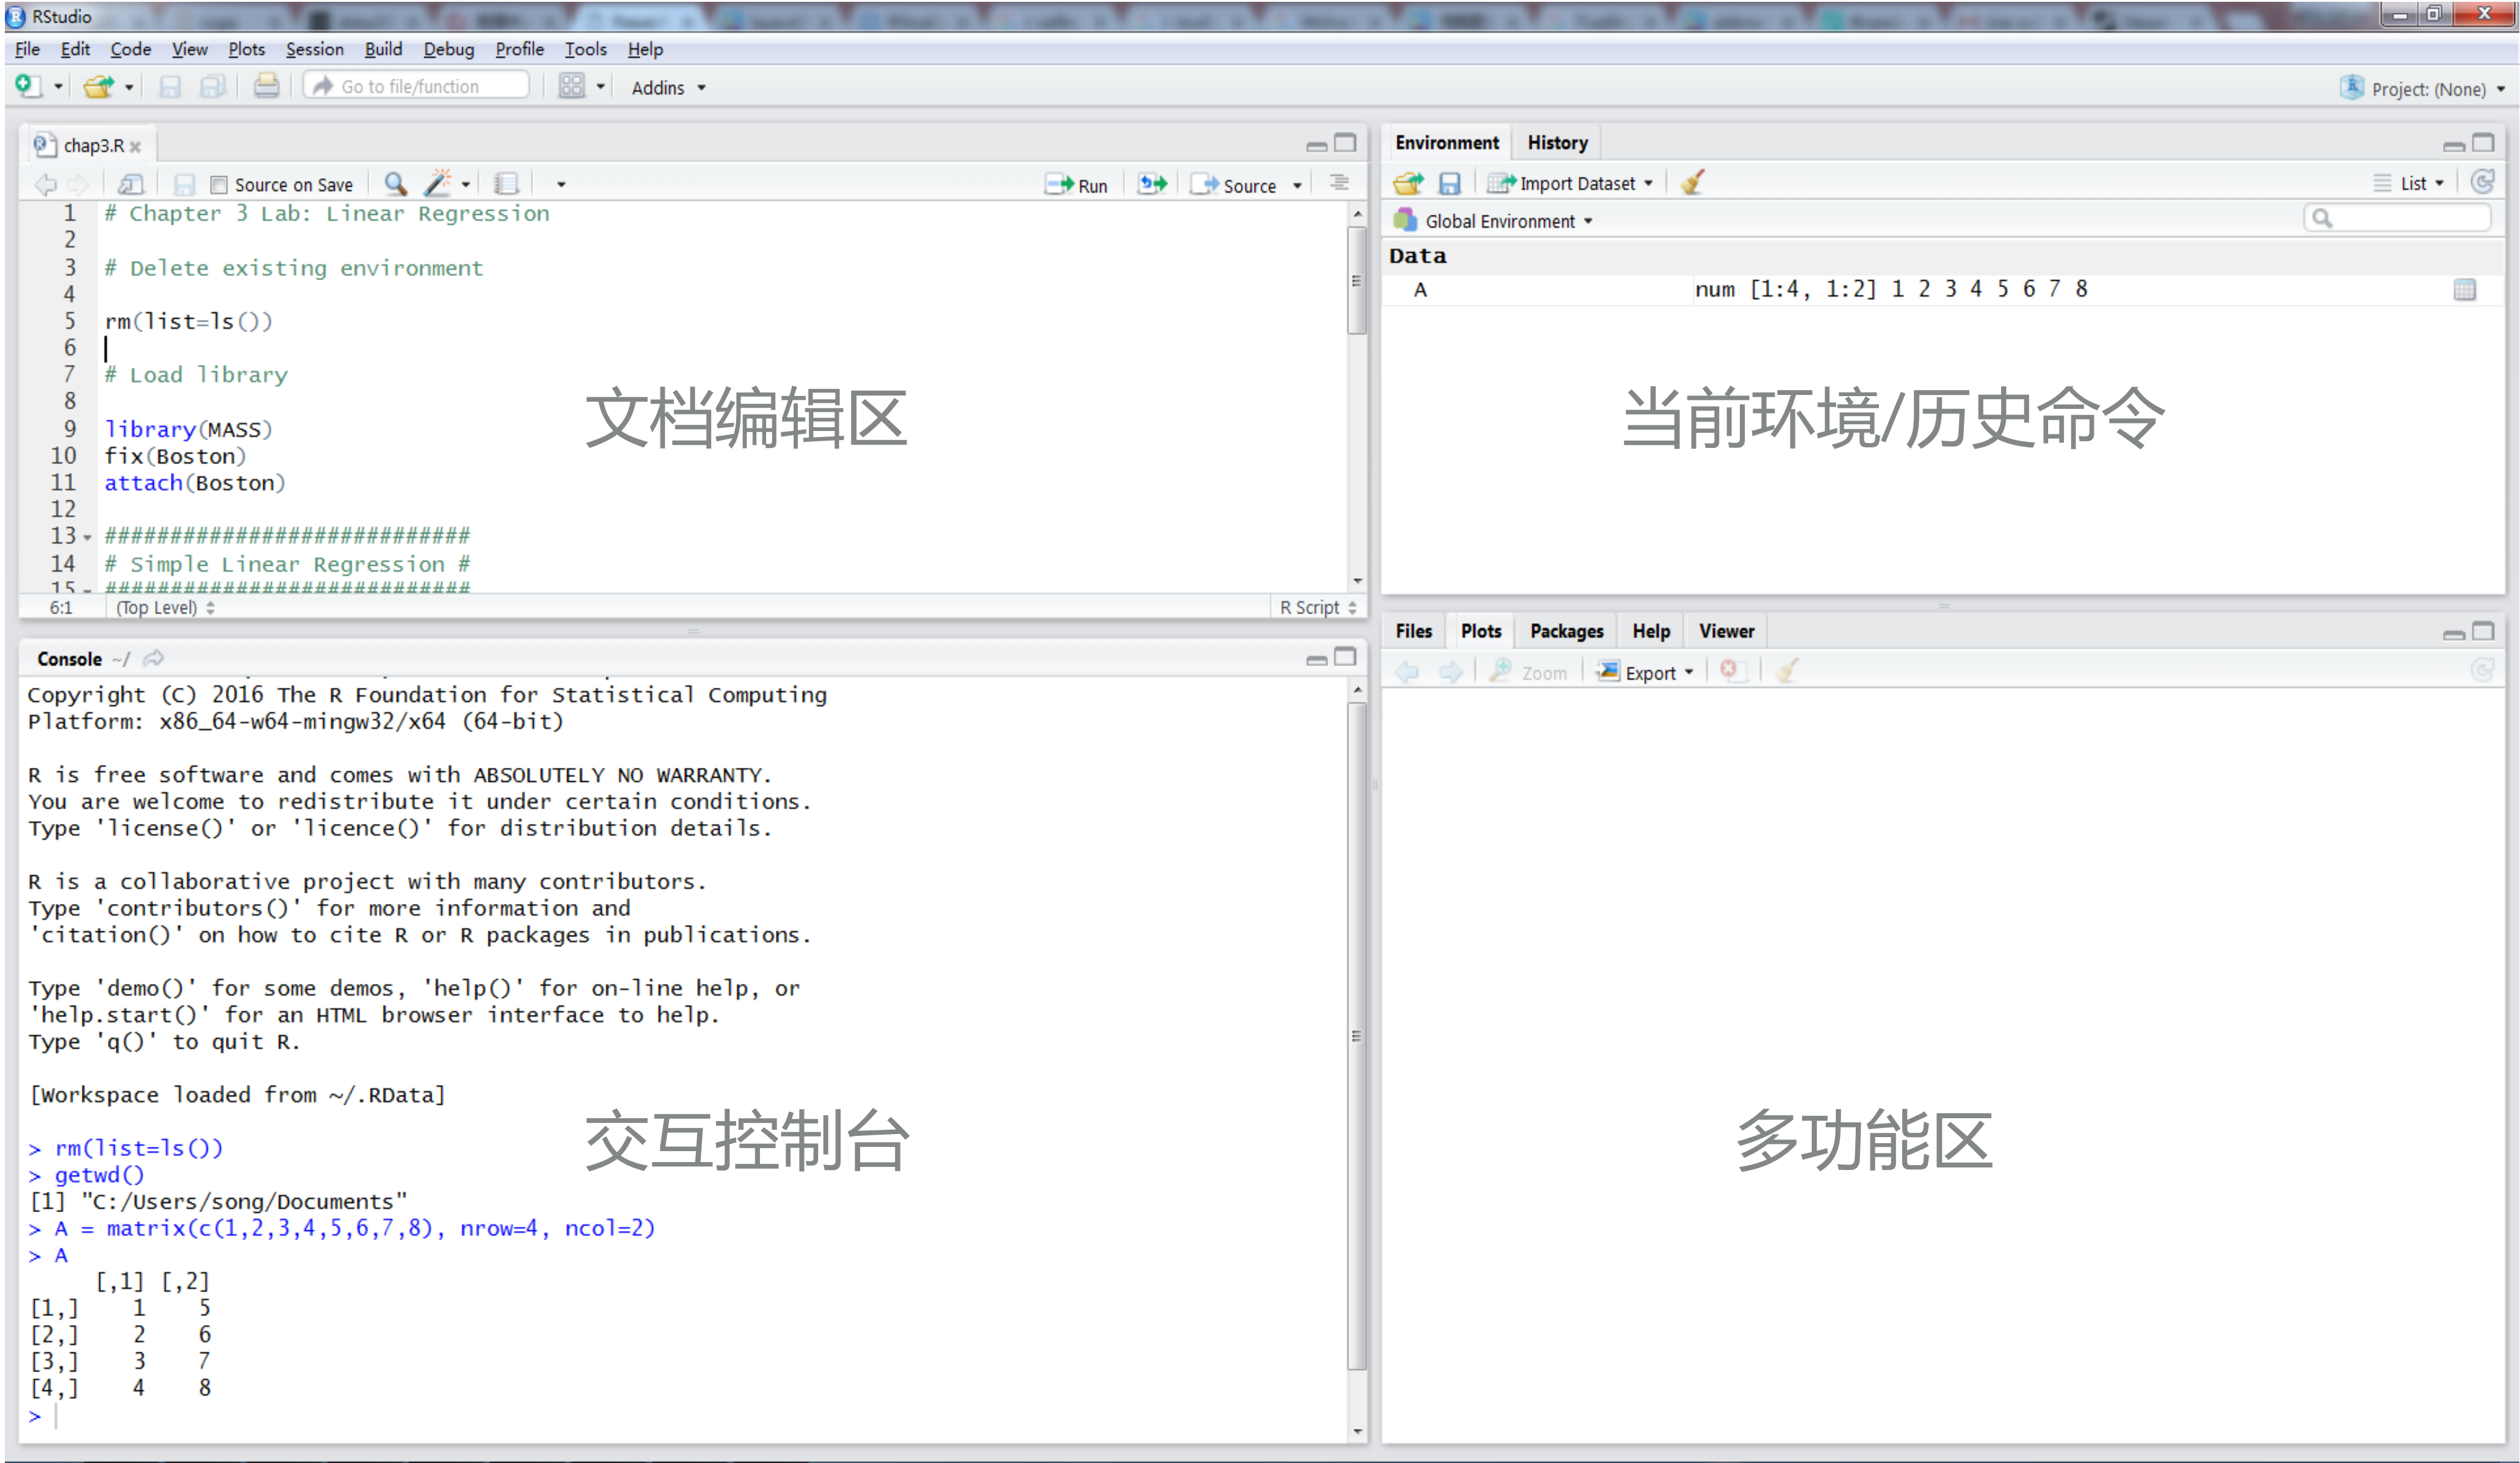 RStudio
File Edit Code View Plots Session Build Debug Profile Tools Help
Go to file/function Addins Project: (None)
chap3.R
Source on Save Run Source
1 # Chapter 3 Lab: Linear Regression
2
3 # Delete existing environment
4
5 rm(list=ls())
6
7 # Load library
8
9 library(MASS)
10 fix(Boston)
11 attach(Boston)
12
13 ############################
14 # Simple Linear Regression #
15 ############################
文档编辑区
6:1 (Top Level) R Script
Environment History
Import Dataset List
Global Environment
Data
A num [1:4, 1:2] 1 2 3 4 5 6 7 8
当前环境/历史命令
Console ~/
Copyright (C) 2016 The R Foundation for Statistical Computing
Platform: x86_64-w64-mingw32/x64 (64-bit)
R is free software and comes with ABSOLUTELY NO WARRANTY.
You are welcome to redistribute it under certain conditions.
Type 'license()' or 'licence()' for distribution details.
R is a collaborative project with many contributors.
Type 'contributors()' for more information and
'citation()' on how to cite R or R packages in publications.
Type 'demo()' for some demos, 'help()' for on-line help, or
'help.start()' for an HTML browser interface to help.
Type 'q()' to quit R.
[Workspace loaded from ~/.RData]
> rm(list=ls())
> getwd()
[1] "C:/Users/song/Documents"
> A = matrix(c(1,2,3,4,5,6,7,8), nrow=4, ncol=2)
> A
[,1] [,2]
[1,] 1 5
[2,] 2 6
[3,] 3 7
[4,] 4 8
>
交互控制台
Files Plots Packages Help Viewer
Zoom Export
多功能区